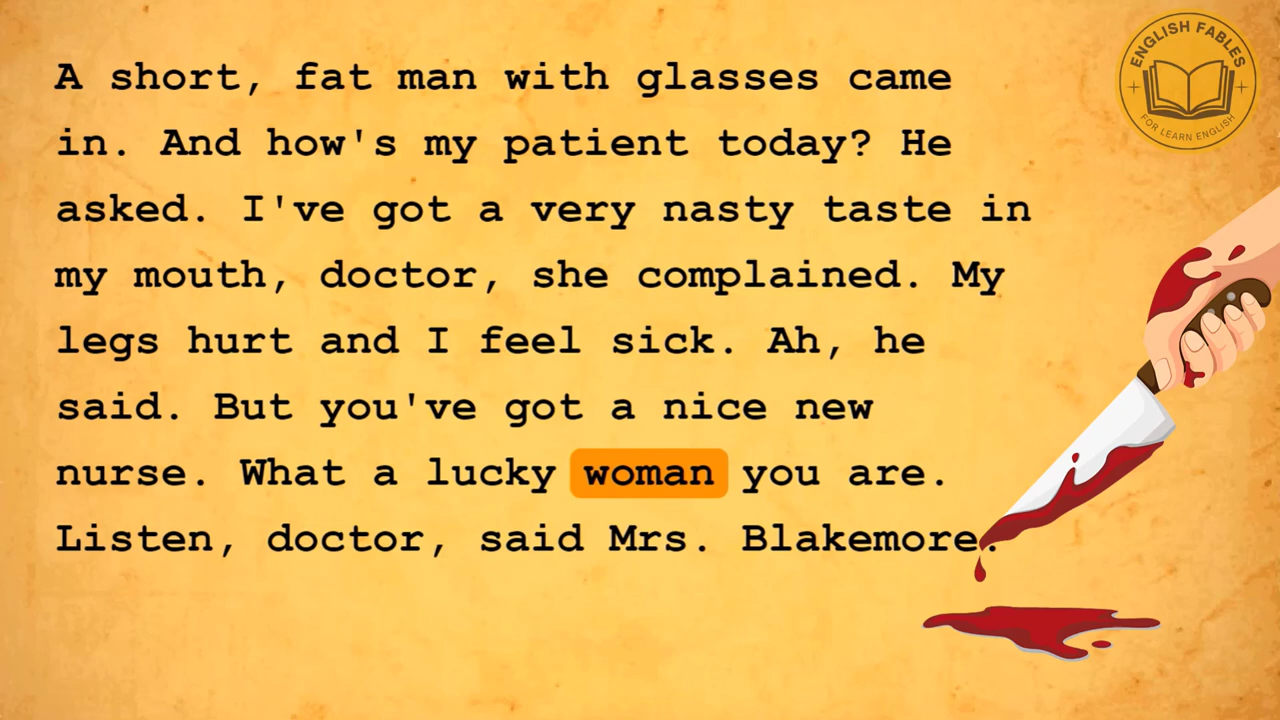 A short, fat man with glasses came
in. And how's my patient today? He
asked. I've got a very nasty taste in
my mouth, doctor, she complained. My
legs hurt and I feel sick. Ah, he
said. But you've got a nice new
nurse. What a lucky woman you are.
Listen, doctor, said Mrs. Blakemore.
ENGLISH FABLES
FOR LEARN ENGLISH